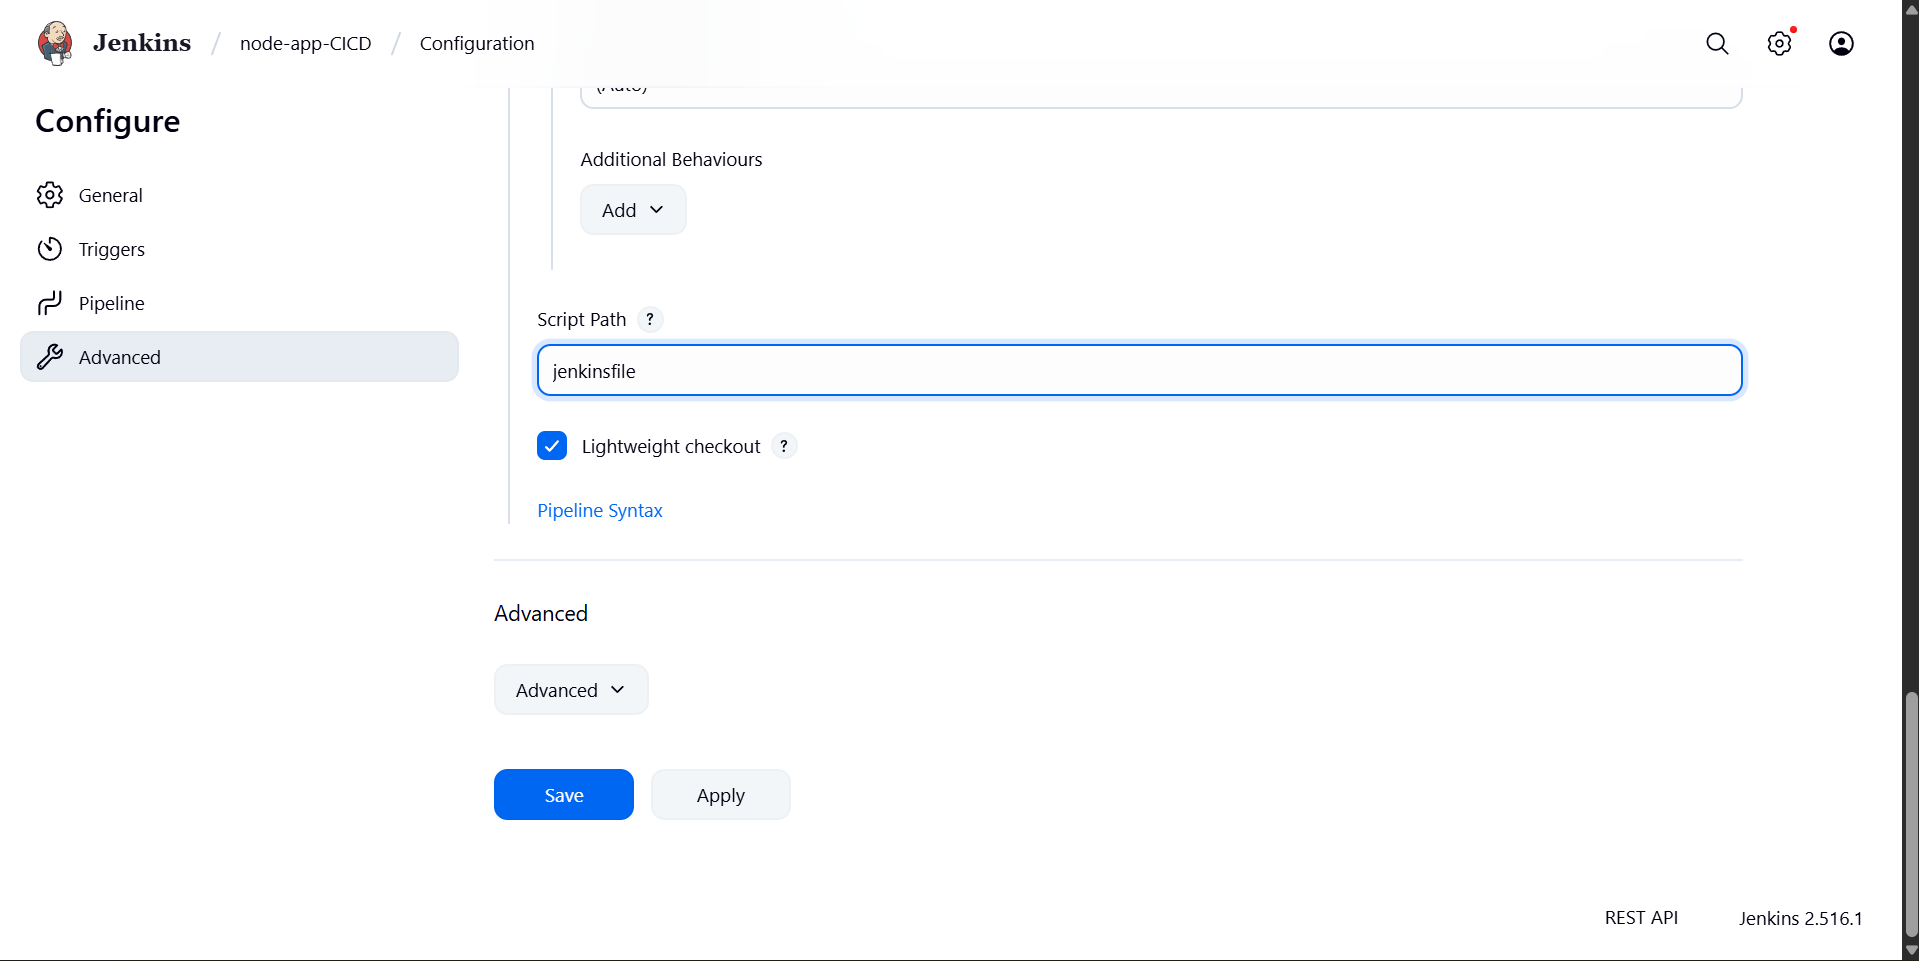 Jenkins / node-app-CICD / Configuration
Configure
General
Triggers
Pipeline
Advanced
(Auto)
Additional Behaviours
Add
Script Path ?
jenkinsfile
Lightweight checkout ?
Pipeline Syntax
Advanced
Advanced
Save Apply
REST API Jenkins 2.516.1